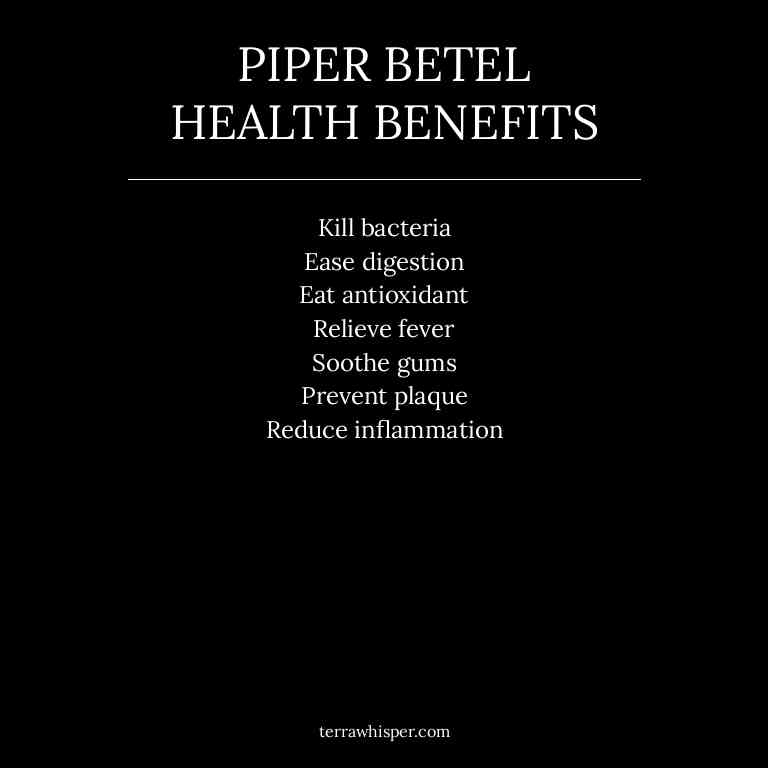 PIPER BETEL
HEALTH BENEFITS
Kill bacteria
Ease digestion
Eat antioxidant
Relieve fever
Soothe gums
Prevent plaque
Reduce inflammation
terrawhisper.com